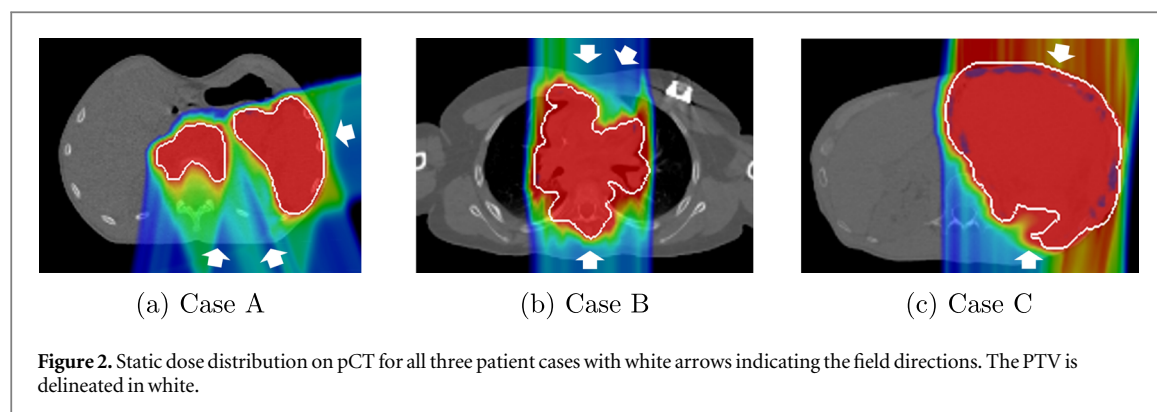 (a) Case A
(b) Case B
(c) Case C
Figure 2. Static dose distribution on pCT for all three patient cases with white arrows indicating the field directions. The PTV is
delineated in white.